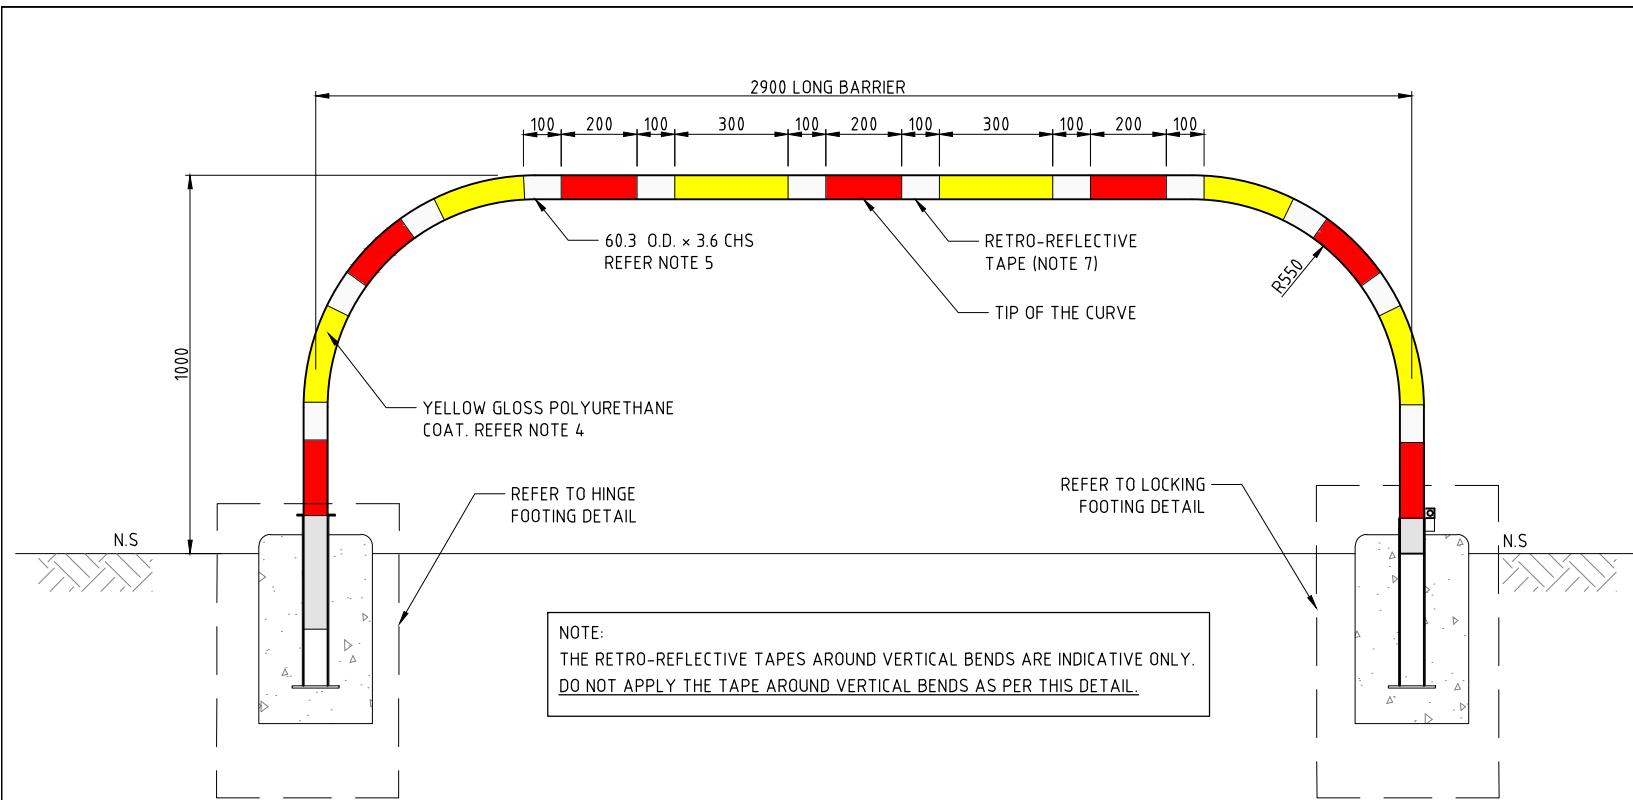 2900 LONG BARRIER
100 200 100 300 100 200 100 300 100 200 100
60.3 O.D. × 3.6 CHS
REFER NOTE 5
RETRO-REFLECTIVE
TAPE (NOTE 7)
R550
TIP OF THE CURVE
1000
YELLOW GLOSS POLYURETHANE
COAT. REFER NOTE 4
REFER TO HINGE
FOOTING DETAIL
REFER TO LOCKING
FOOTING DETAIL
N.S
N.S
NOTE:
THE RETRO-REFLECTIVE TAPES AROUND VERTICAL BENDS ARE INDICATIVE ONLY.
DO NOT APPLY THE TAPE AROUND VERTICAL BENDS AS PER THIS DETAIL.